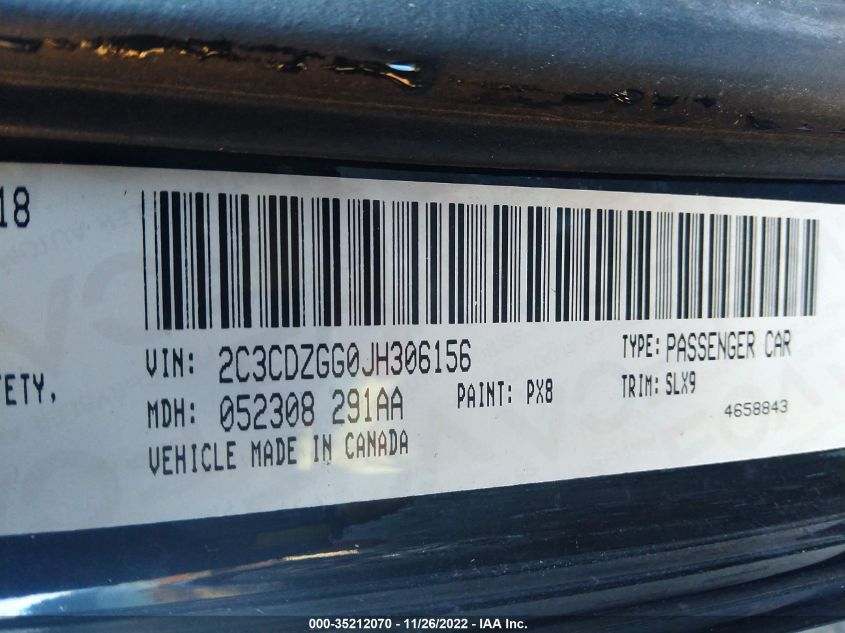 18
VIN: 2C3CDZGG0JH306156
TYPE: PASSENGER CAR
ETY,
MDH: 052308 291AA
PAINT: PX8
TRIM: SLX9
4658843
VEHICLE MADE IN CANADA
000-35212070 - 11/26/2022 - IAA Inc.